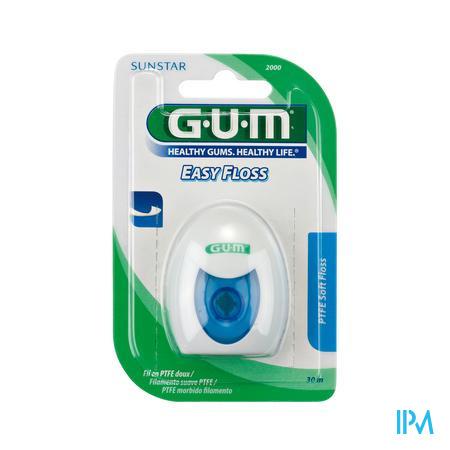 SUNSTAR
2000
G·U·M
HEALTHY GUMS. HEALTHY LIFE.®
EASY FLOSS
G·U·M
PTFE Soft Floss
Fil en PTFE doux /
Filamento suave PTFE /
PTFE morbido filamento
30 m
IPM